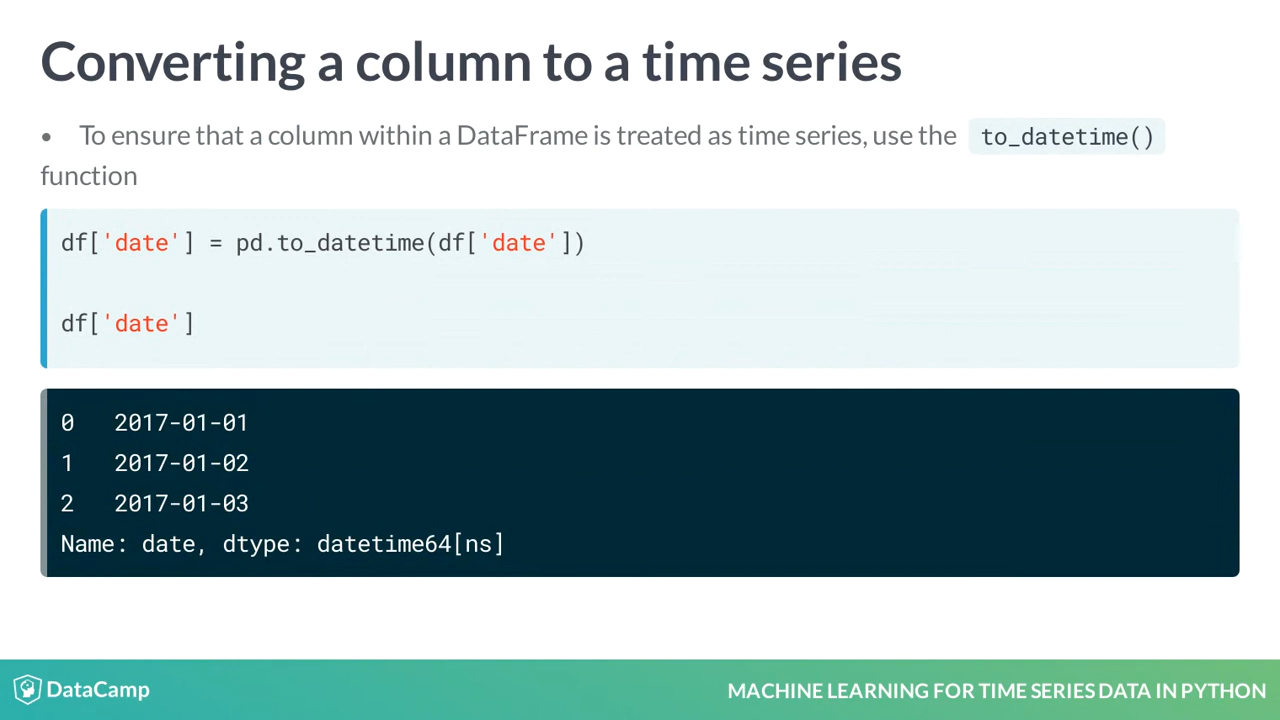 Converting a column to a time series
• To ensure that a column within a DataFrame is treated as time series, use the to_datetime()
function
df['date'] = pd.to_datetime(df['date'])
df['date']
0   2017-01-01
1   2017-01-02
2   2017-01-03
Name: date, dtype: datetime64[ns]
DataCamp
MACHINE LEARNING FOR TIME SERIES DATA IN PYTHON